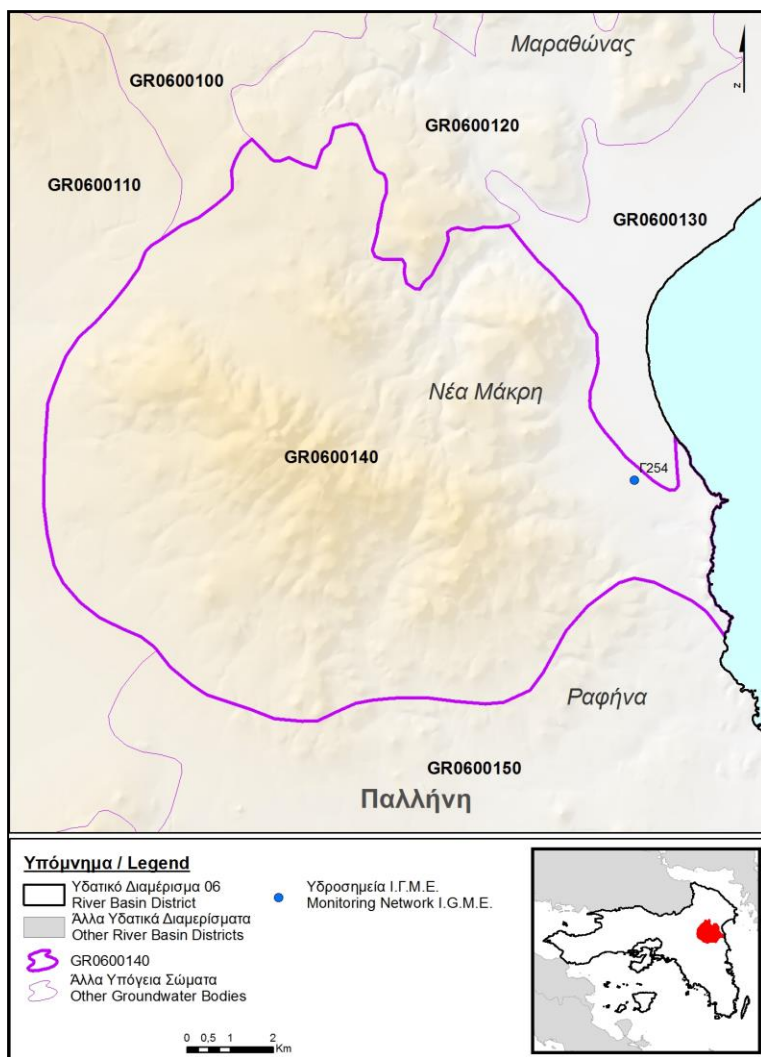 Μαραθώνας
GR0600100
z
GR0600120
GR0600110
GR0600130
Νέα Μάκρη
GR0600140
Γ254
Ραφήνα
GR0600150
Παλλήνη
Υπόμνημα / Legend
Υδατικό Διαμέρισμα 06
River Basin District
Άλλα Υδατικά Διαμερίσματα
Other River Basin Districts
GR0600140
Άλλα Υπόγεια Σώματα
Other Groundwater Bodies
Υδροσημεία Ι.Γ.Μ.Ε.
Monitoring Network I.G.M.E.
0 0,5 1 2
Km